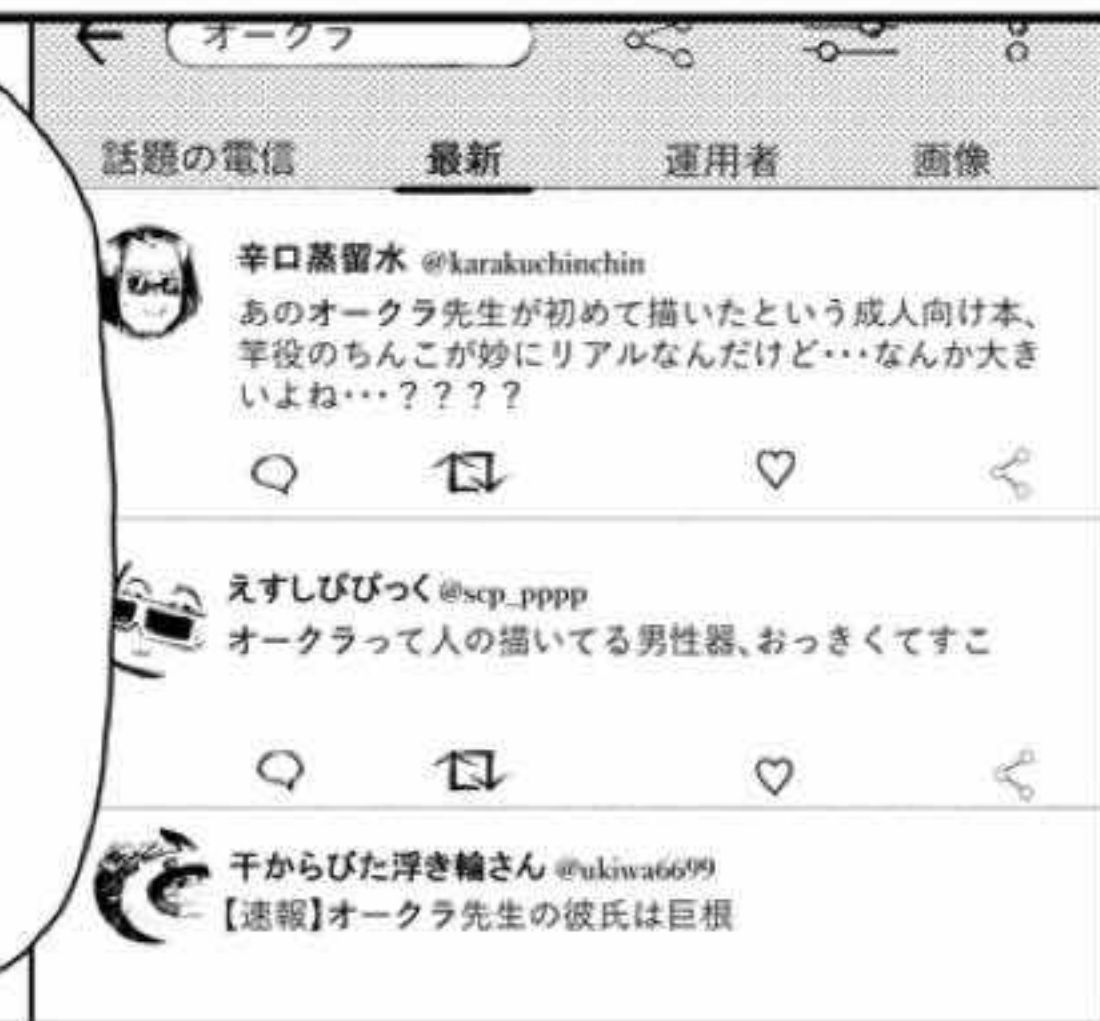 オークラ
話題の電信 最新 運用者 画像
辛口蒸留水 @karakuchinchin
あのオークラ先生が初めて描いたという成人向け本、
竿役のちんこが妙にリアルなんだけど・・・なんか大き
いよね・・・？？？？
えすしぴぴっく @scp_pppp
オークラって人の描いてる男性器、おっきくてすこ
干からびた浮き輪さん @ukiwa6699
【速報】オークラ先生の彼氏は巨根